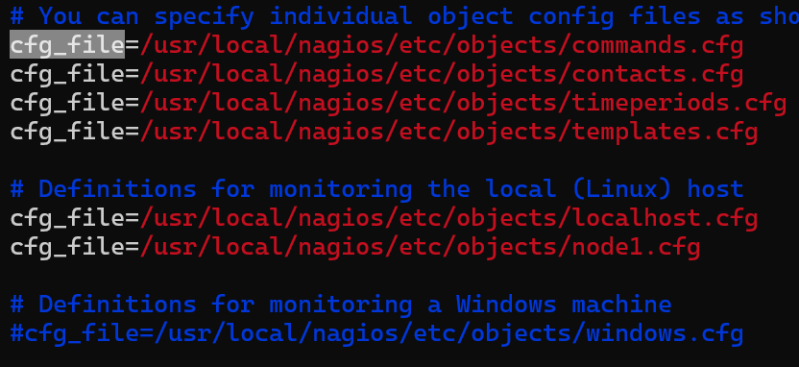 # You can specify individual object config files as sho
cfg_file=/usr/local/nagios/etc/objects/commands.cfg
cfg_file=/usr/local/nagios/etc/objects/contacts.cfg
cfg_file=/usr/local/nagios/etc/objects/timeperiods.cfg
cfg_file=/usr/local/nagios/etc/objects/templates.cfg
# Definitions for monitoring the local (Linux) host
cfg_file=/usr/local/nagios/etc/objects/localhost.cfg
cfg_file=/usr/local/nagios/etc/objects/node1.cfg
# Definitions for monitoring a Windows machine
#cfg_file=/usr/local/nagios/etc/objects/windows.cfg